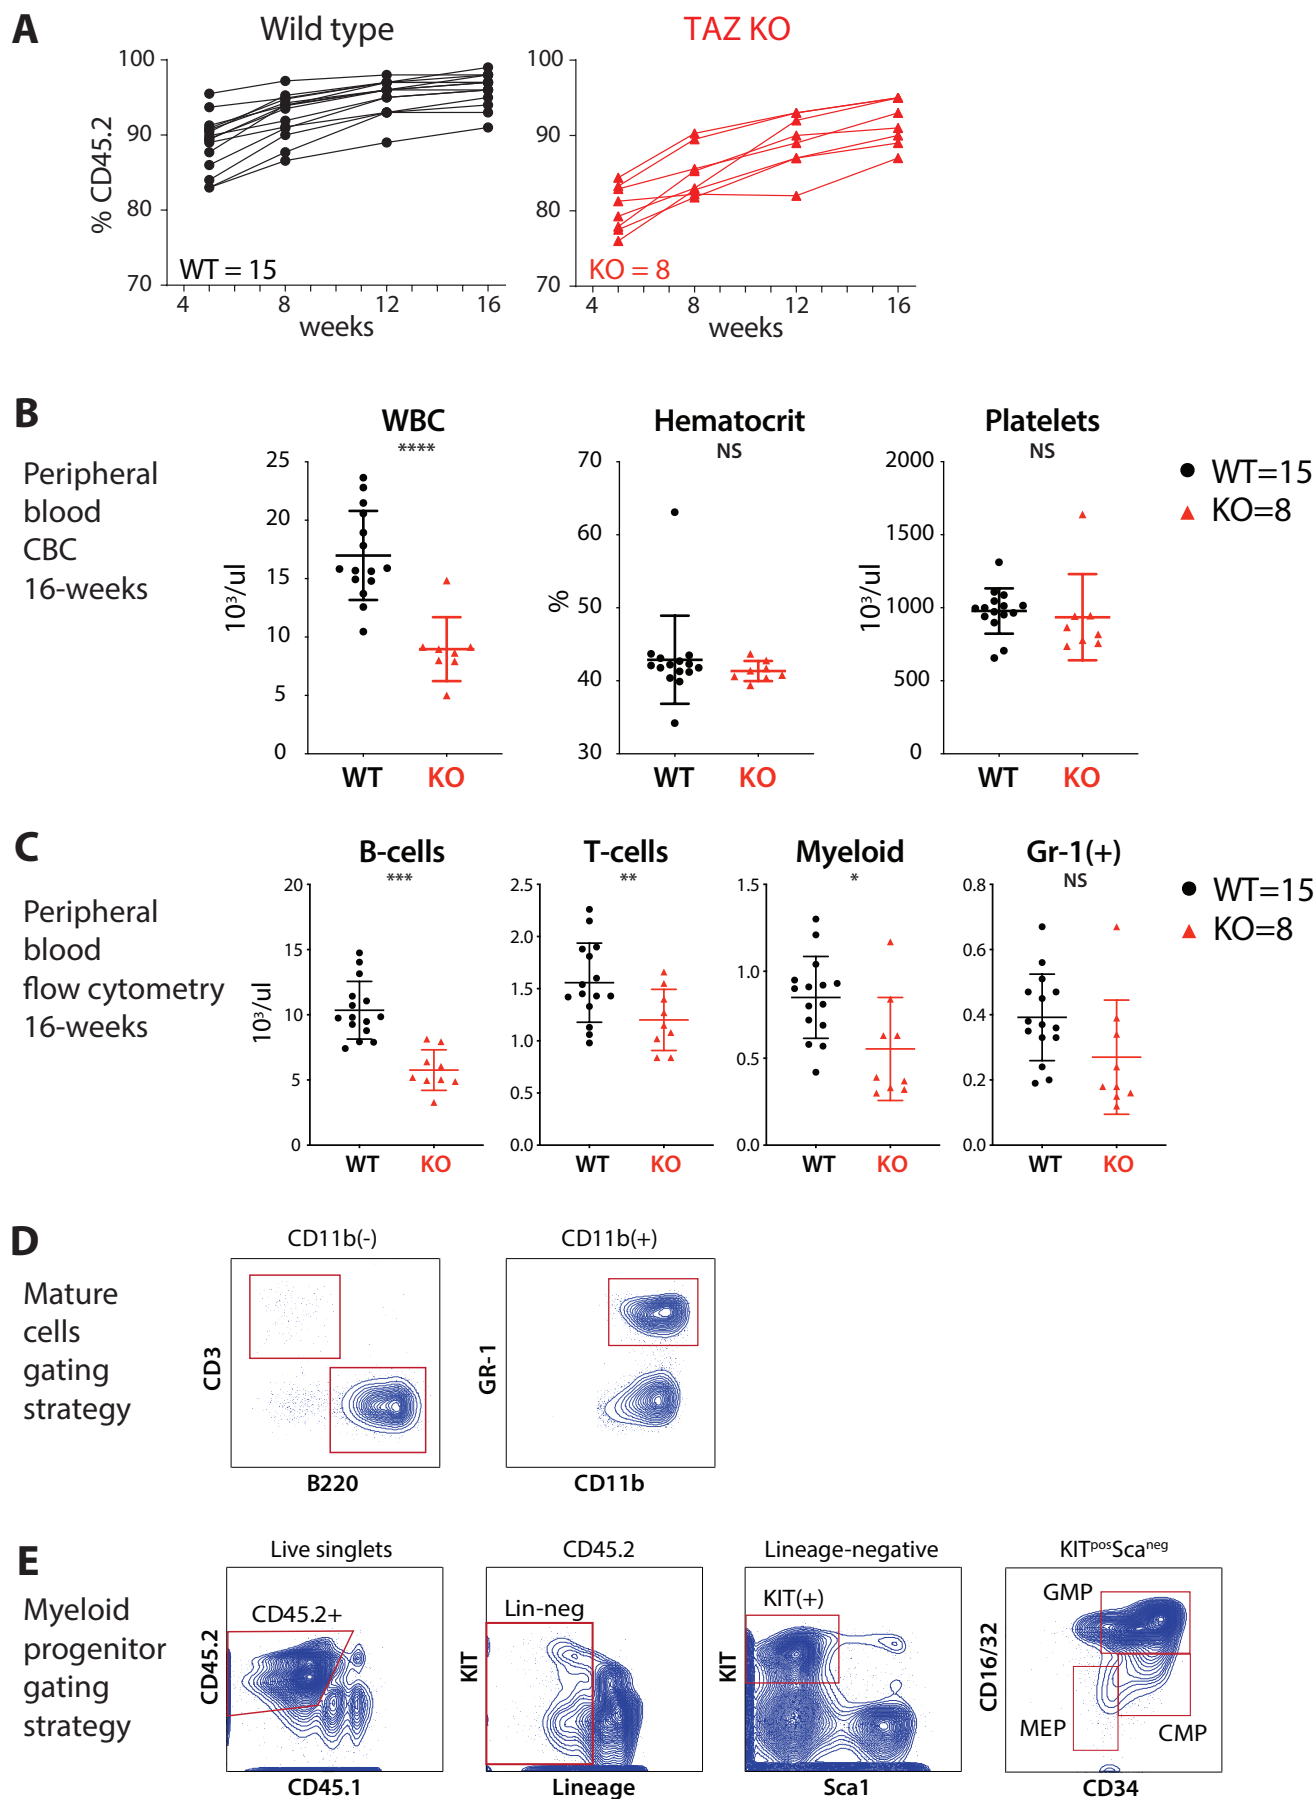 A
Wild type
TAZ KO
% CD45.2
100
90
80
70
WT = 15
4 8 12 16
weeks
100
90
80
70
KO = 8
4 8 12 16
weeks
B
Peripheral
blood
CBC
16-weeks
WBC
****
10³/ul
25
20
15
10
5
0
WT KO
Hematocrit
NS
%
70
60
50
40
30
WT KO
Platelets
NS
10³/ul
2000
1500
1000
500
0
WT KO
WT=15
KO=8
C
Peripheral
blood
flow cytometry
16-weeks
B-cells
***
10³/ul
20
15
10
5
0
WT KO
T-cells
**
2.5
2.0
1.5
1.0
0.5
0.0
WT KO
Myeloid
*
1.5
1.0
0.5
0.0
WT KO
Gr-1(+)
NS
0.8
0.6
0.4
0.2
0.0
WT KO
WT=15
KO=8
D
Mature
cells
gating
strategy
CD11b(-)
CD3
B220
CD11b(+)
GR-1
CD11b
E
Myeloid
progenitor
gating
strategy
Live singlets
CD45.2+
CD45.2
CD45.1
CD45.2
Lin-neg
KIT
Lineage
Lineage-negative
KIT(+)
KIT
Sca1
KITᵖᵒˢScaⁿᵉᵍ
GMP
CD16/32
MEP
CMP
CD34